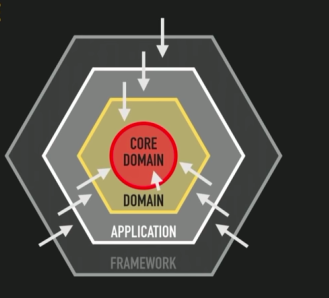 CORE
DOMAIN
DOMAIN
APPLICATION
FRAMEWORK